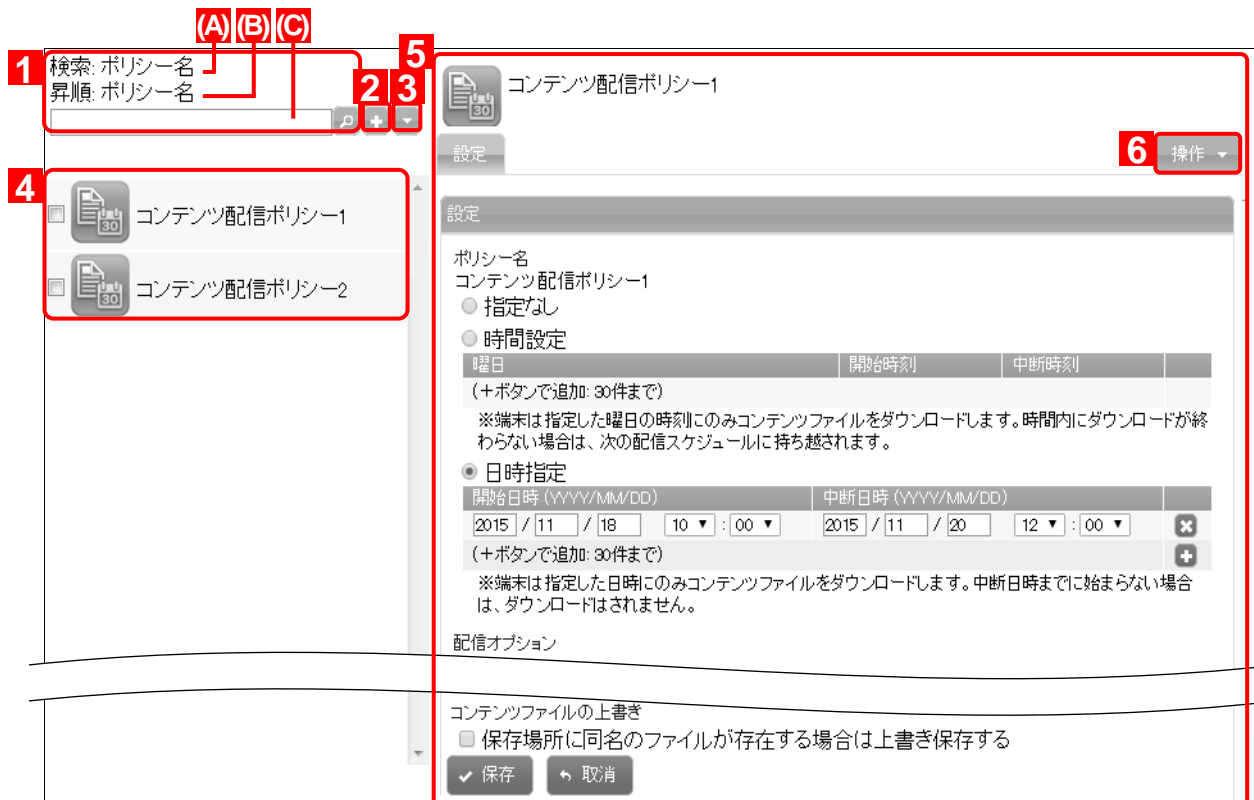 (A) (B) (C)
1
検索: ポリシー名
昇順: ポリシー名
2
3
4
コンテンツ配信ポリシー1
コンテンツ配信ポリシー2
5
コンテンツ配信ポリシー1
設定
6
操作
設定
ポリシー名
コンテンツ配信ポリシー1
指定なし
時間設定
曜日 開始時刻 中断時刻
(+ボタンで追加: 30件まで)
※端末は指定した曜日の時刻にのみコンテンツファイルをダウンロードします。時間内にダウンロードが終
わらない場合は、次の配信スケジュールに持ち越されます。
日時指定
開始日時 (YYYY/MM/DD) 中断日時 (YYYY/MM/DD)
2015 / 11 / 18 10 : 00 2015 / 11 / 20 12 : 00
(+ボタンで追加: 30件まで)
※端末は指定した日時にのみコンテンツファイルをダウンロードします。中断日時までに始まらない場合
は、ダウンロードはされません。
配信オプション
コンテンツファイルの上書き
保存場所に同名のファイルが存在する場合は上書き保存する
保存 取消